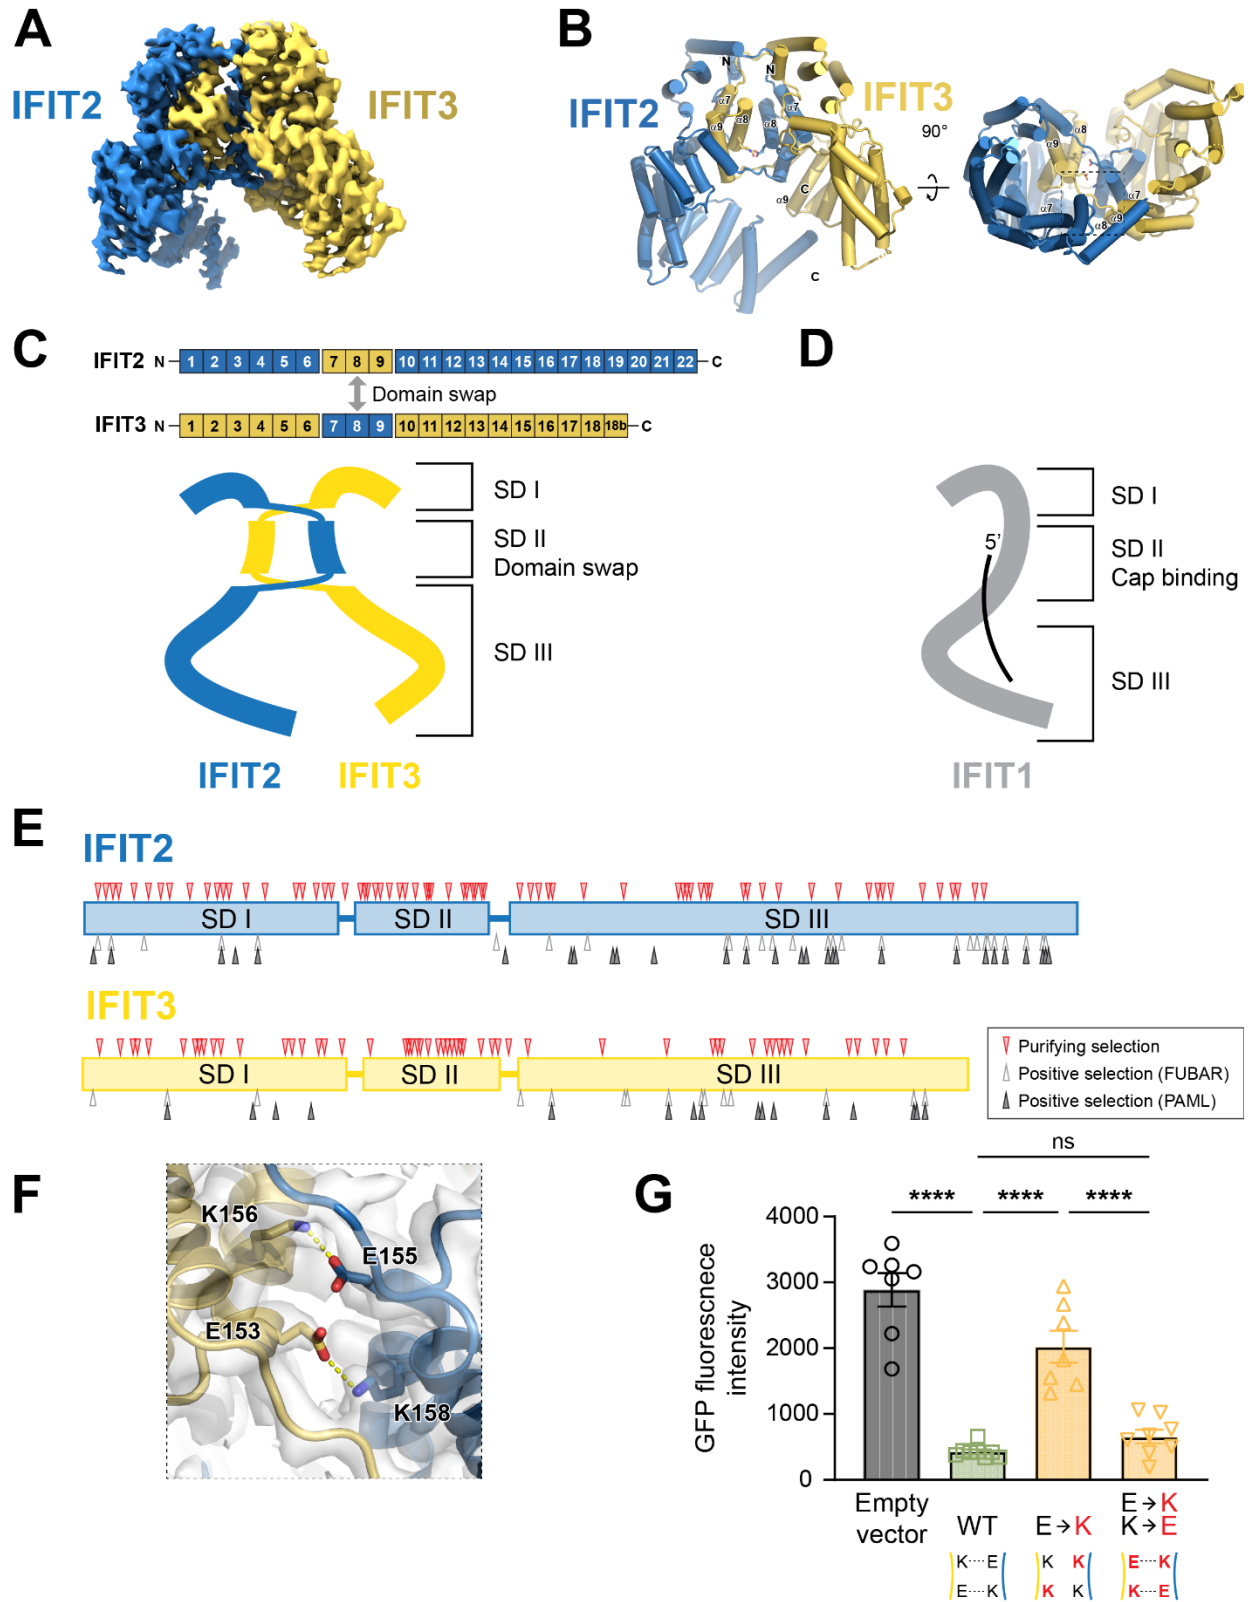 A
IFIT2
IFIT3
B
IFIT2
IFIT3
N
N
α7
α7
α8
α8
α9
α9
C
C
90°
α8
α9
α7
α7
α8
α9
C
IFIT2 N 1 2 3 4 5 6 7 8 9 10 11 12 13 14 15 16 17 18 19 20 21 22 C
Domain swap
IFIT3 N 1 2 3 4 5 6 7 8 9 10 11 12 13 14 15 16 17 18 18b C
SD I
SD II
Domain swap
SD III
IFIT2
IFIT3
D
5’
SD I
SD II
Cap binding
SD III
IFIT1
E
IFIT2
SD I
SD II
SD III
IFIT3
SD I
SD II
SD III
Purifying selection
Positive selection (FUBAR)
Positive selection (PAML)
F
K156
E155
E153
K158
G
ns
**** **** ****
GFP fluorescnece
intensity
4000
3000
2000
1000
0
Empty
vector
WT
E → K
E → K
K → E
K E
E K
K K
K K
E K
K E